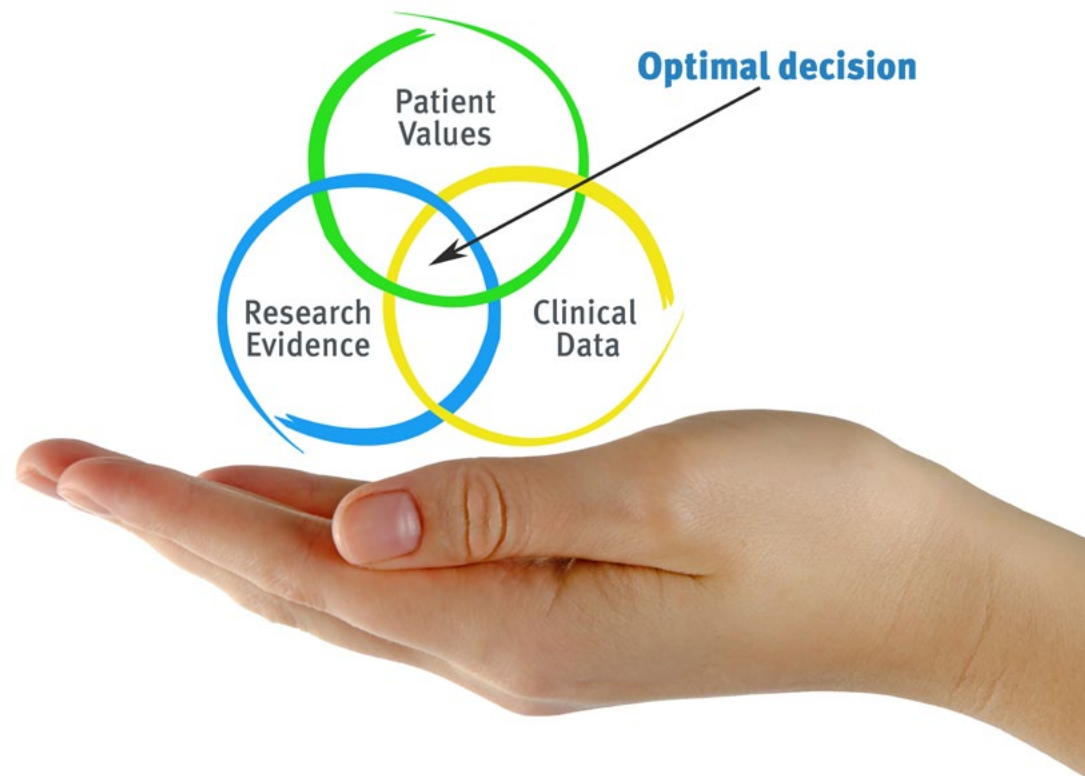 Optimal decision
Patient
Values
Research
Evidence
Clinical
Data